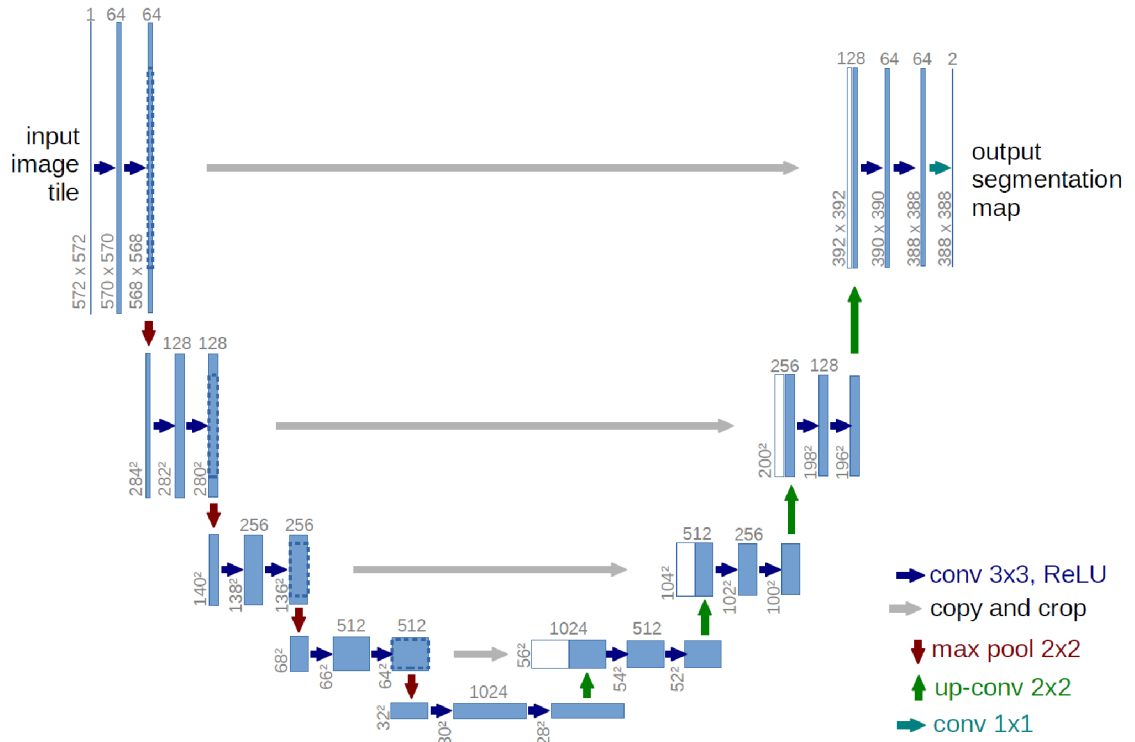 1 64 64
input
image
tile
572 x 572
570 x 570
568 x 568
128 64 64 2
output
segmentation
map
392 x 392
390 x 390
388 x 388
388 x 388
128 128
284²
282²
280²
256 128
200²
198²
196²
256 256
140²
138²
136²
512 256
104²
102²
100²
512 512
68²
66²
64²
1024 512
56²
54²
52²
1024
32²
30²
28²
conv 3x3, ReLU
copy and crop
max pool 2x2
up-conv 2x2
conv 1x1